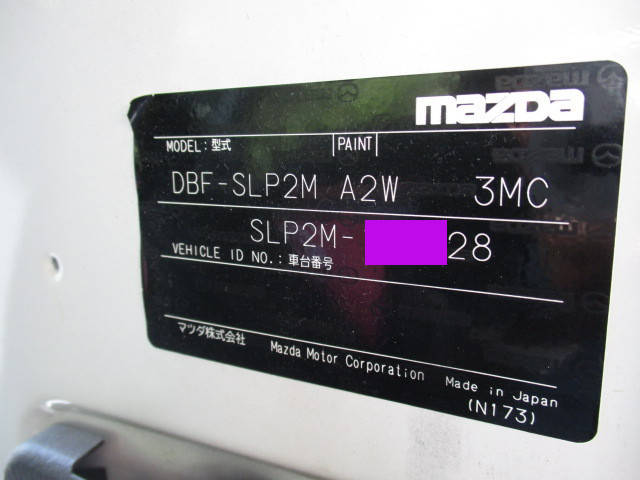 mazda
MODEL:型式 PAINT
DBF-SLP2M A2W 3MC
SLP2M- 28
VEHICLE ID NO.:車台番号
マツダ株式会社 Mazda Motor Corporation Made in Japan
(N173)